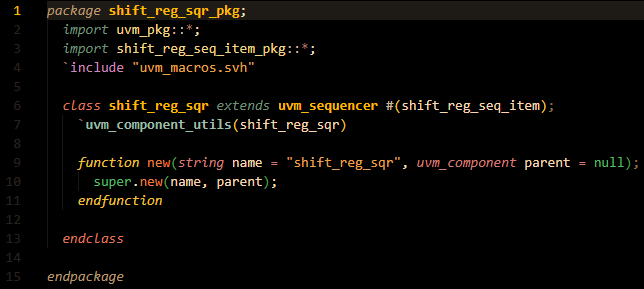 1 package shift_reg_sqr_pkg;
2 import uvm_pkg::*;
3 import shift_reg_seq_item_pkg::*;
4 `include "uvm_macros.svh"
5
6 class shift_reg_sqr extends uvm_sequencer #(shift_reg_seq_item);
7 `uvm_component_utils(shift_reg_sqr)
8
9 function new(string name = "shift_reg_sqr", uvm_component parent = null);
10 super.new(name, parent);
11 endfunction
12
13 endclass
14
15 endpackage